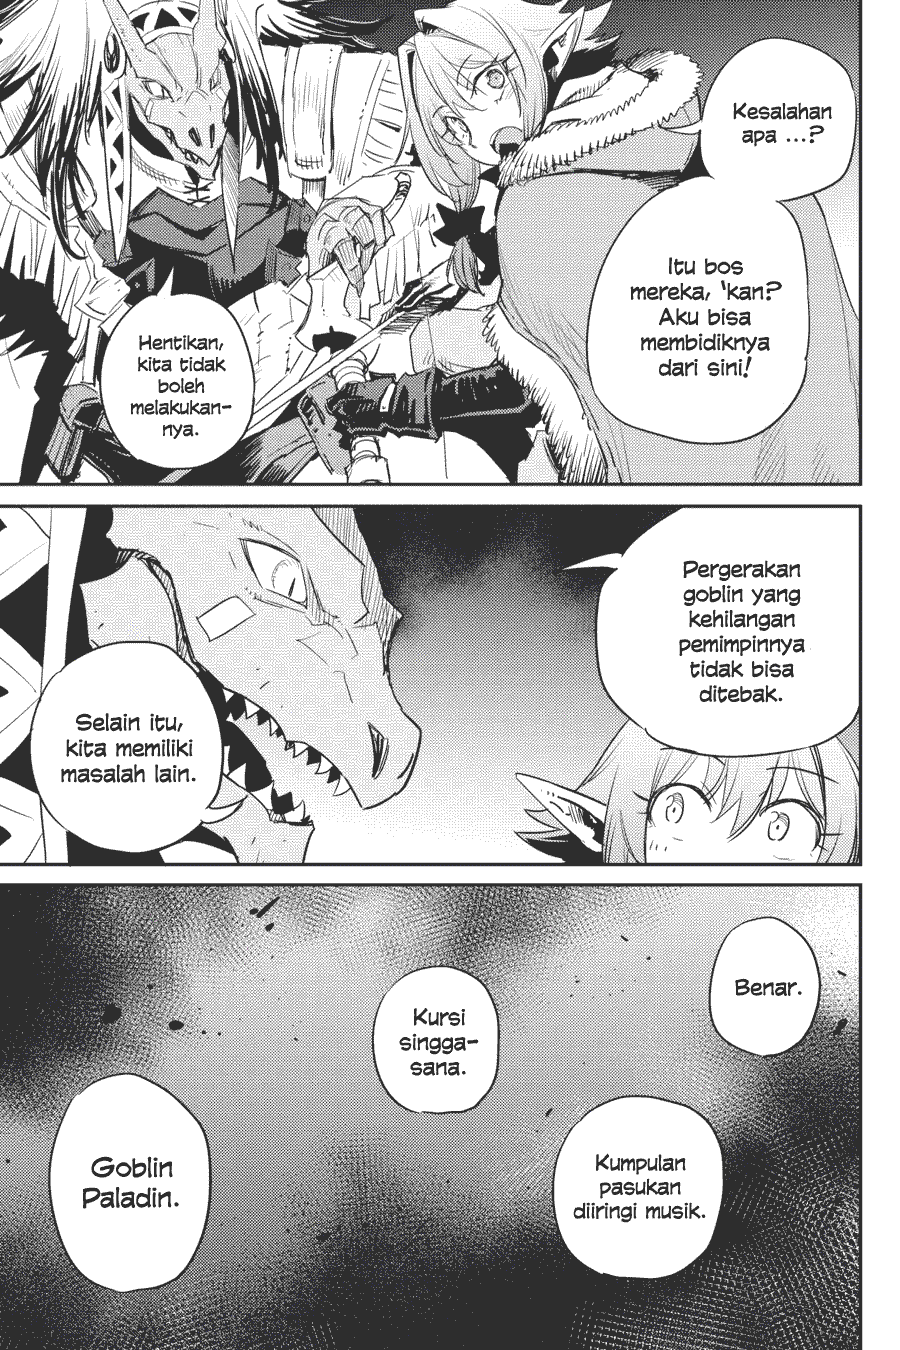 Kesalahan
apa ...?
Itu bos
mereka, 'kan?
Aku bisa
membidiknya
dari sini!
Hentikan,
kita tidak
boleh
melakukan-
nya.
Pergerakan
goblin yang
kehilangan
pemimpinnya
tidak bisa
ditebak.
Selain itu,
kita memiliki
masalah lain.
Benar.
Kursi
singga-
sana.
Kumpulan
pasukan
diiringi musik.
Goblin
Paladin.